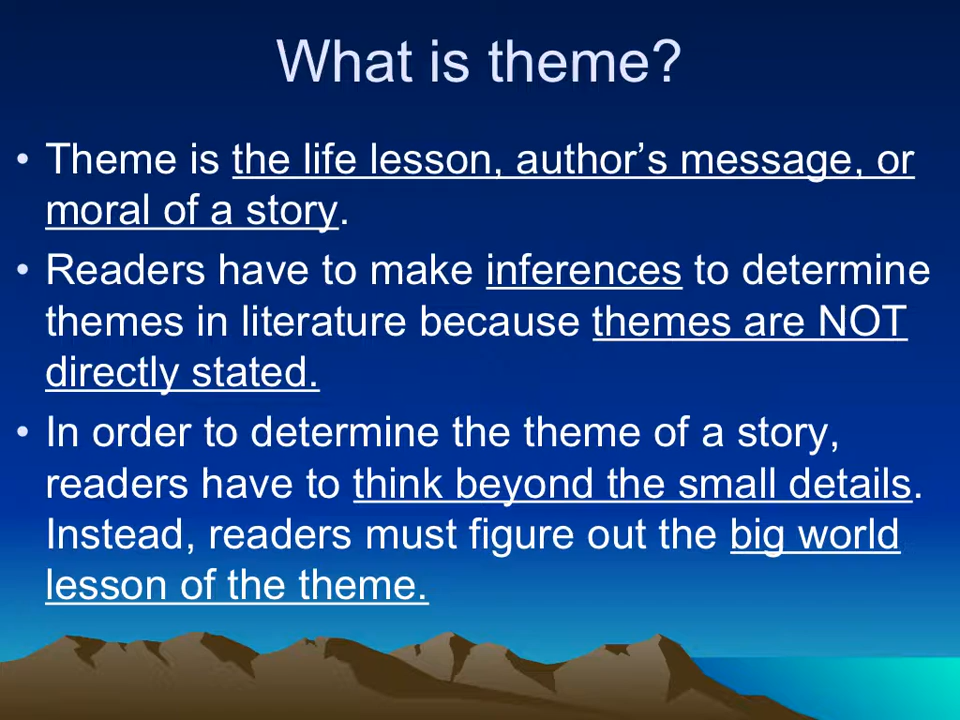 What is theme?
• Theme is the life lesson, author’s message, or
moral of a story.
• Readers have to make inferences to determine
themes in literature because themes are NOT
directly stated.
• In order to determine the theme of a story,
readers have to think beyond the small details.
Instead, readers must figure out the big world
lesson of the theme.